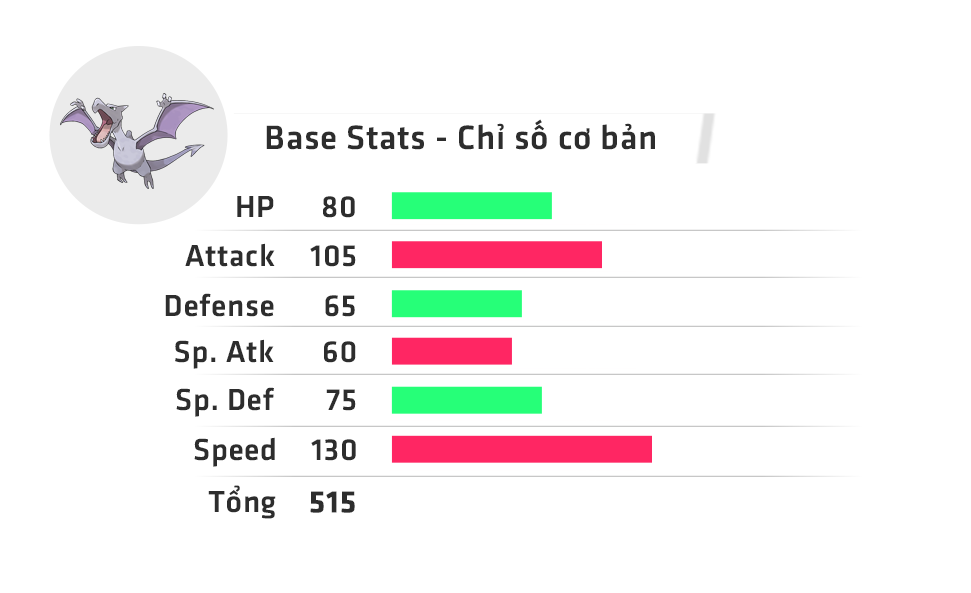 Base Stats - Chỉ số cơ bản
HP 80
Attack 105
Defense 65
Sp. Atk 60
Sp. Def 75
Speed 130
Tổng 515